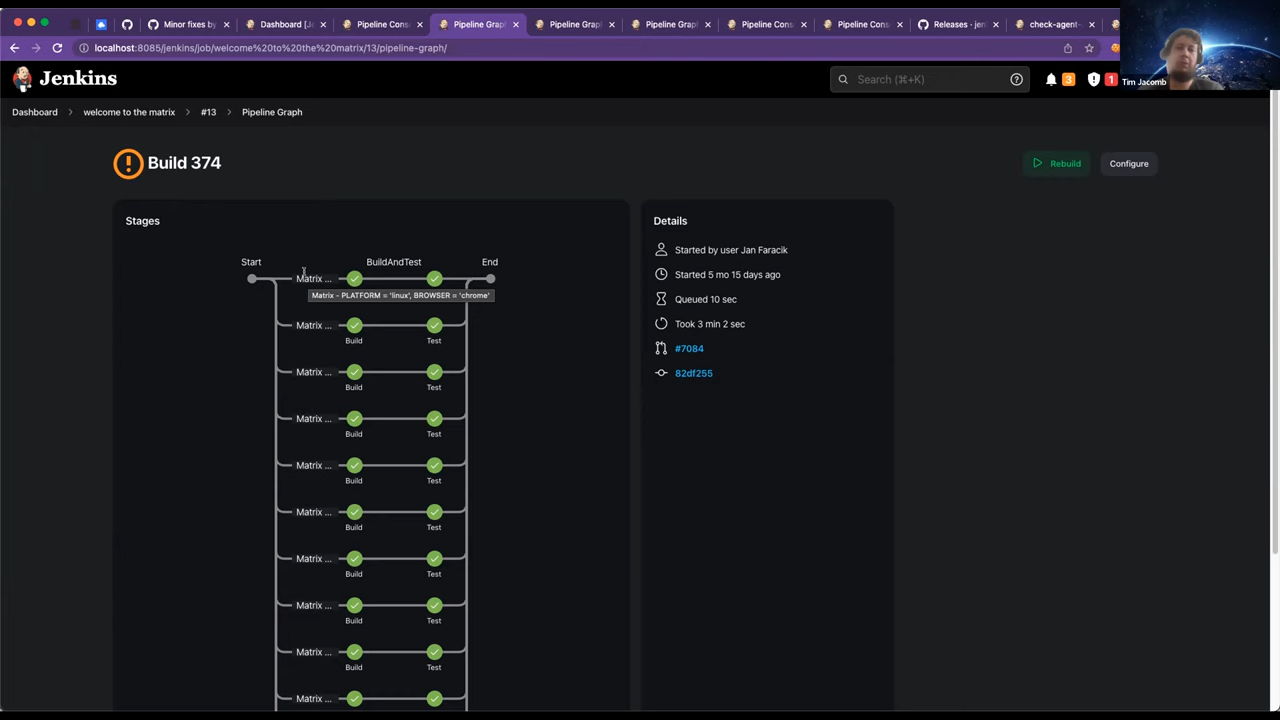 Minor fixes by
Dashboard [Je
Pipeline Cons
Pipeline Grap
Pipeline Grap
Pipeline Grap
Pipeline Cons
Pipeline Cons
Releases · jen
check-agent-
localhost:8085/jenkins/job/welcome%20to%20the%20matrix/13/pipeline-graph/
Jenkins
Search (⌘+K)
3
1
Tim Jacomb
Dashboard
welcome to the matrix
#13
Pipeline Graph
Build 374
Rebuild
Configure
Stages
Start
BuildAndTest
End
Matrix ...
Matrix - PLATFORM = 'linux', BROWSER = 'chrome'
Matrix ...
Build
Test
Matrix ...
Build
Test
Matrix ...
Build
Test
Matrix ...
Build
Test
Matrix ...
Build
Test
Matrix ...
Build
Test
Matrix ...
Build
Test
Matrix ...
Build
Test
Matrix ...
Details
Started by user Jan Faracik
Started 5 mo 15 days ago
Queued 10 sec
Took 3 min 2 sec
#7084
82df255